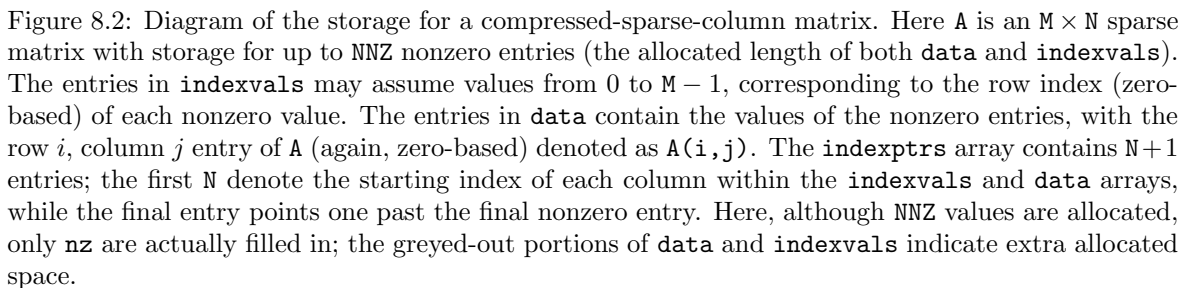 Figure 8.2: Diagram of the storage for a compressed-sparse-column matrix. Here A is an M × N sparse
matrix with storage for up to NNZ nonzero entries (the allocated length of both data and indexvals).
The entries in indexvals may assume values from 0 to M − 1, corresponding to the row index (zero-
based) of each nonzero value. The entries in data contain the values of the nonzero entries, with the
row i, column j entry of A (again, zero-based) denoted as A(i,j). The indexptrs array contains N+1
entries; the first N denote the starting index of each column within the indexvals and data arrays,
while the final entry points one past the final nonzero entry. Here, although NNZ values are allocated,
only nz are actually filled in; the greyed-out portions of data and indexvals indicate extra allocated
space.